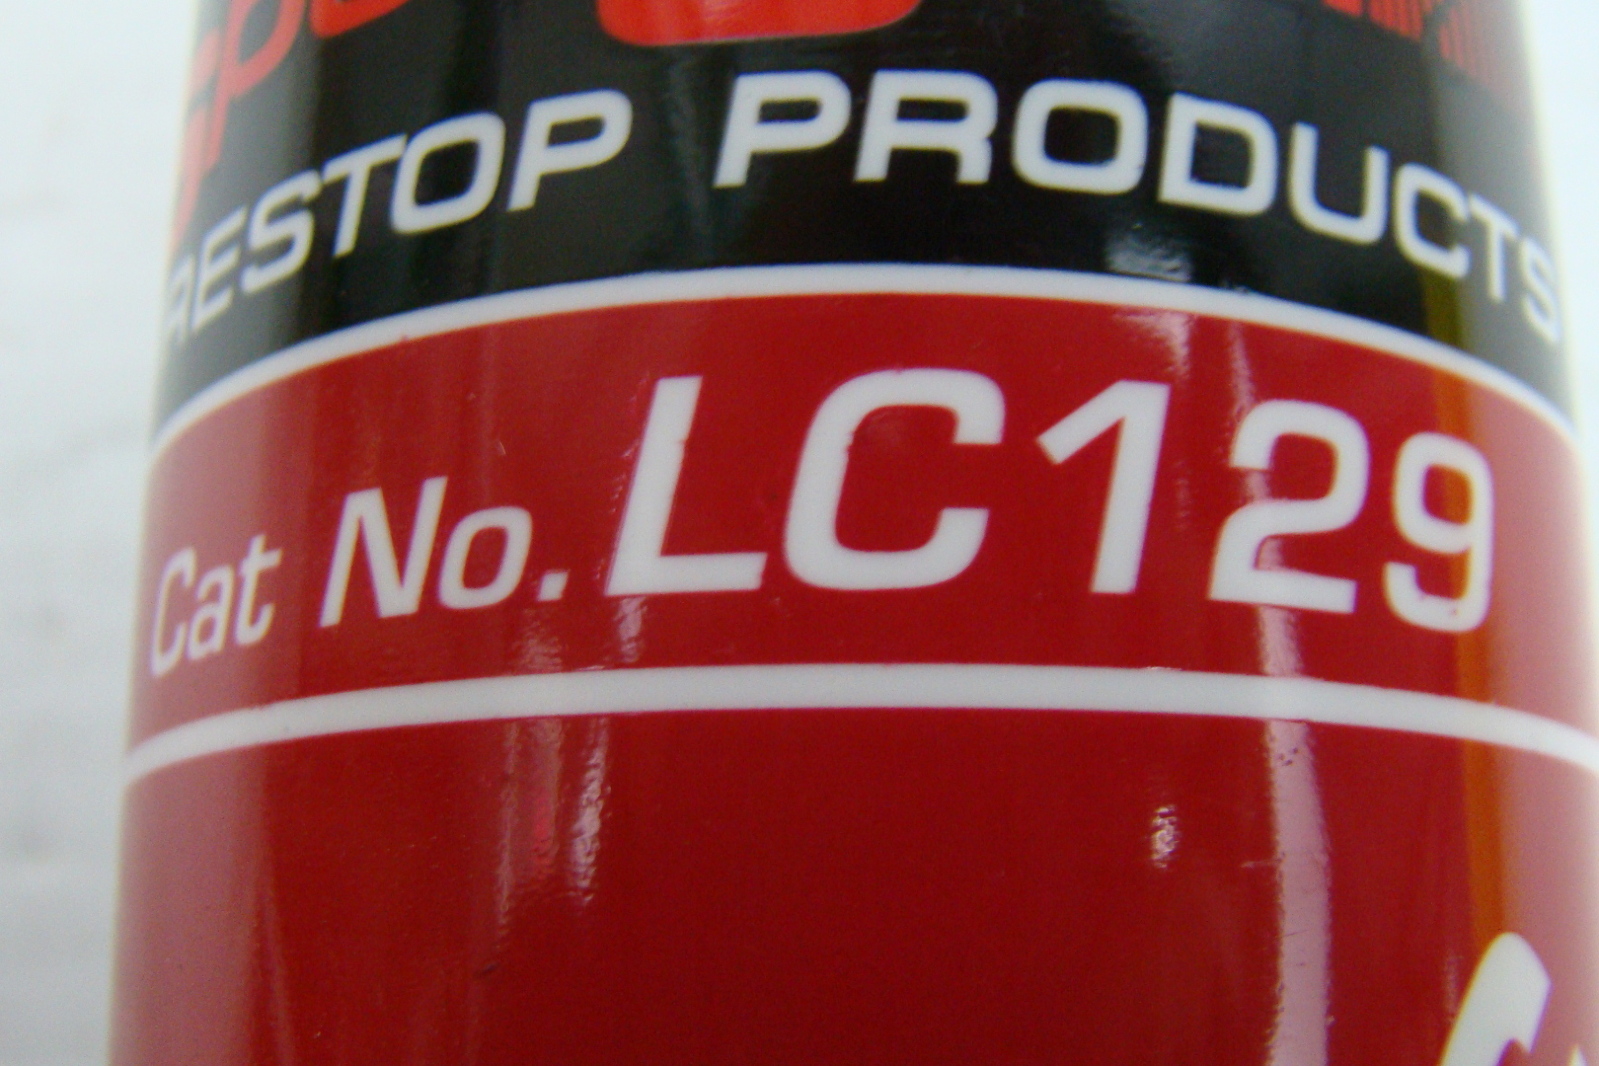 RESTOP PRODUCTS
Cat No. LC129